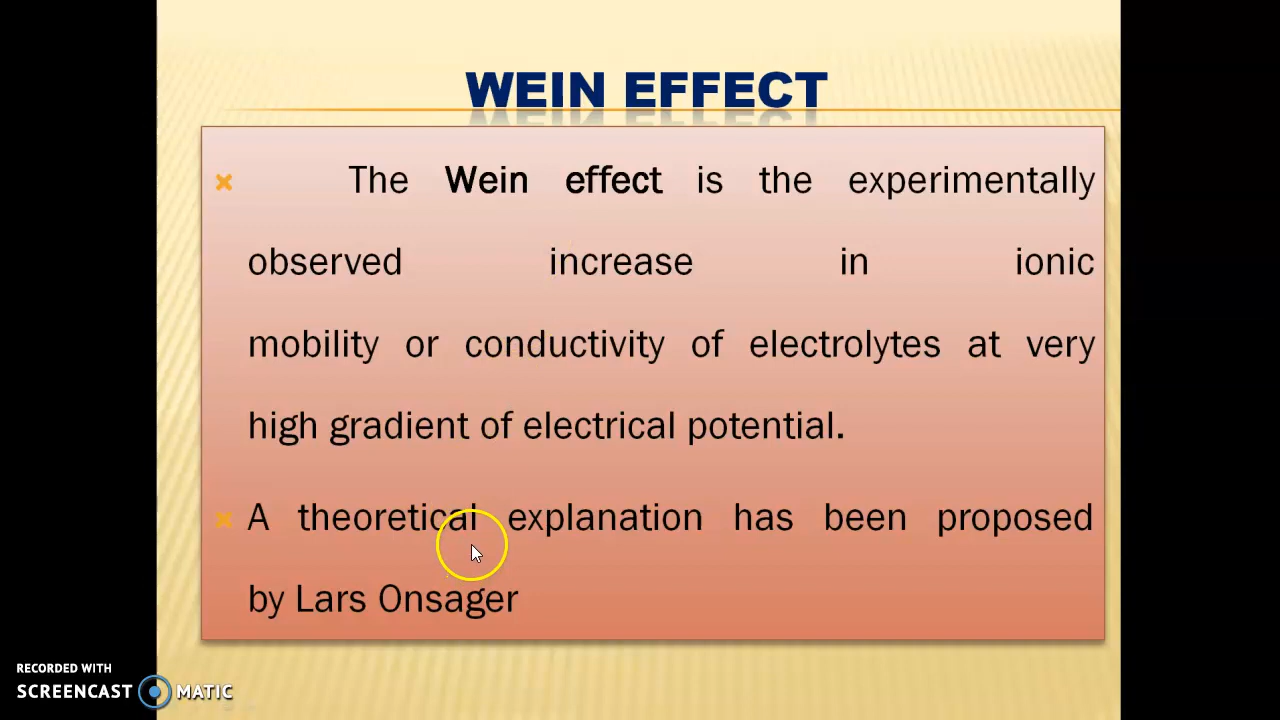 WEIN EFFECT
The Wein effect is the experimentally
observed increase in ionic
mobility or conductivity of electrolytes at very
high gradient of electrical potential.
A theoretical explanation has been proposed
by Lars Onsager
RECORDED WITH
SCREENCAST MATIC